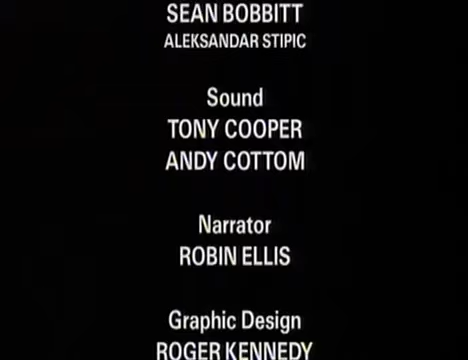 SEAN BOBBITT
ALEKSANDAR STIPIC
Sound
TONY COOPER
ANDY COTTOM
Narrator
ROBIN ELLIS
Graphic Design
ROGER KENNEDY